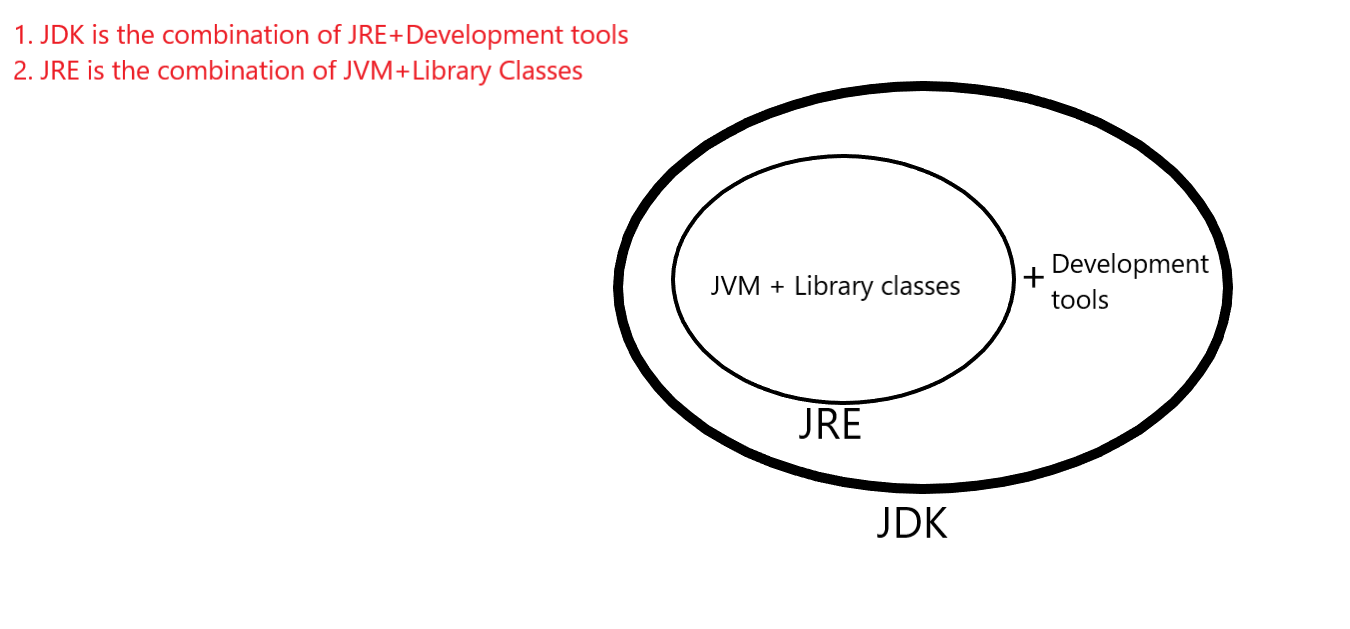 1. JDK is the combination of JRE+Development tools
2. JRE is the combination of JVM+Library Classes
JVM + Library classes
+ Development
tools
JRE
JDK